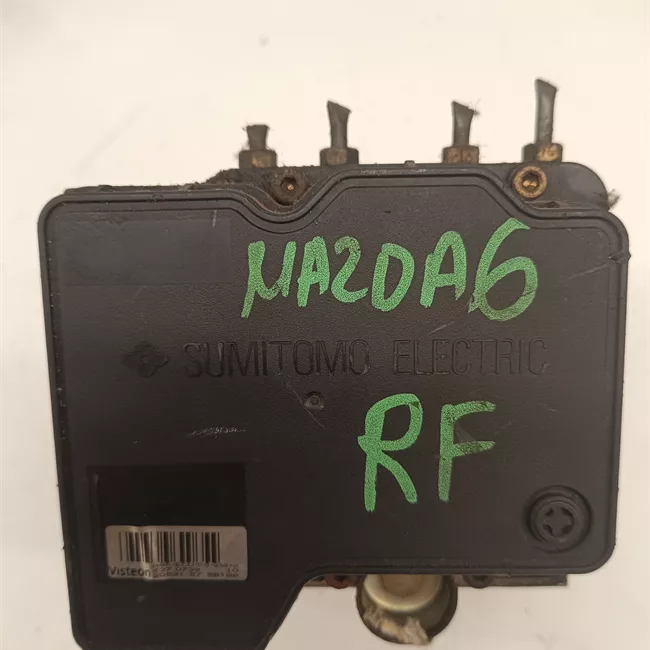 MAZDA6
SUMITOMO ELECTRIC
RF
Visteon